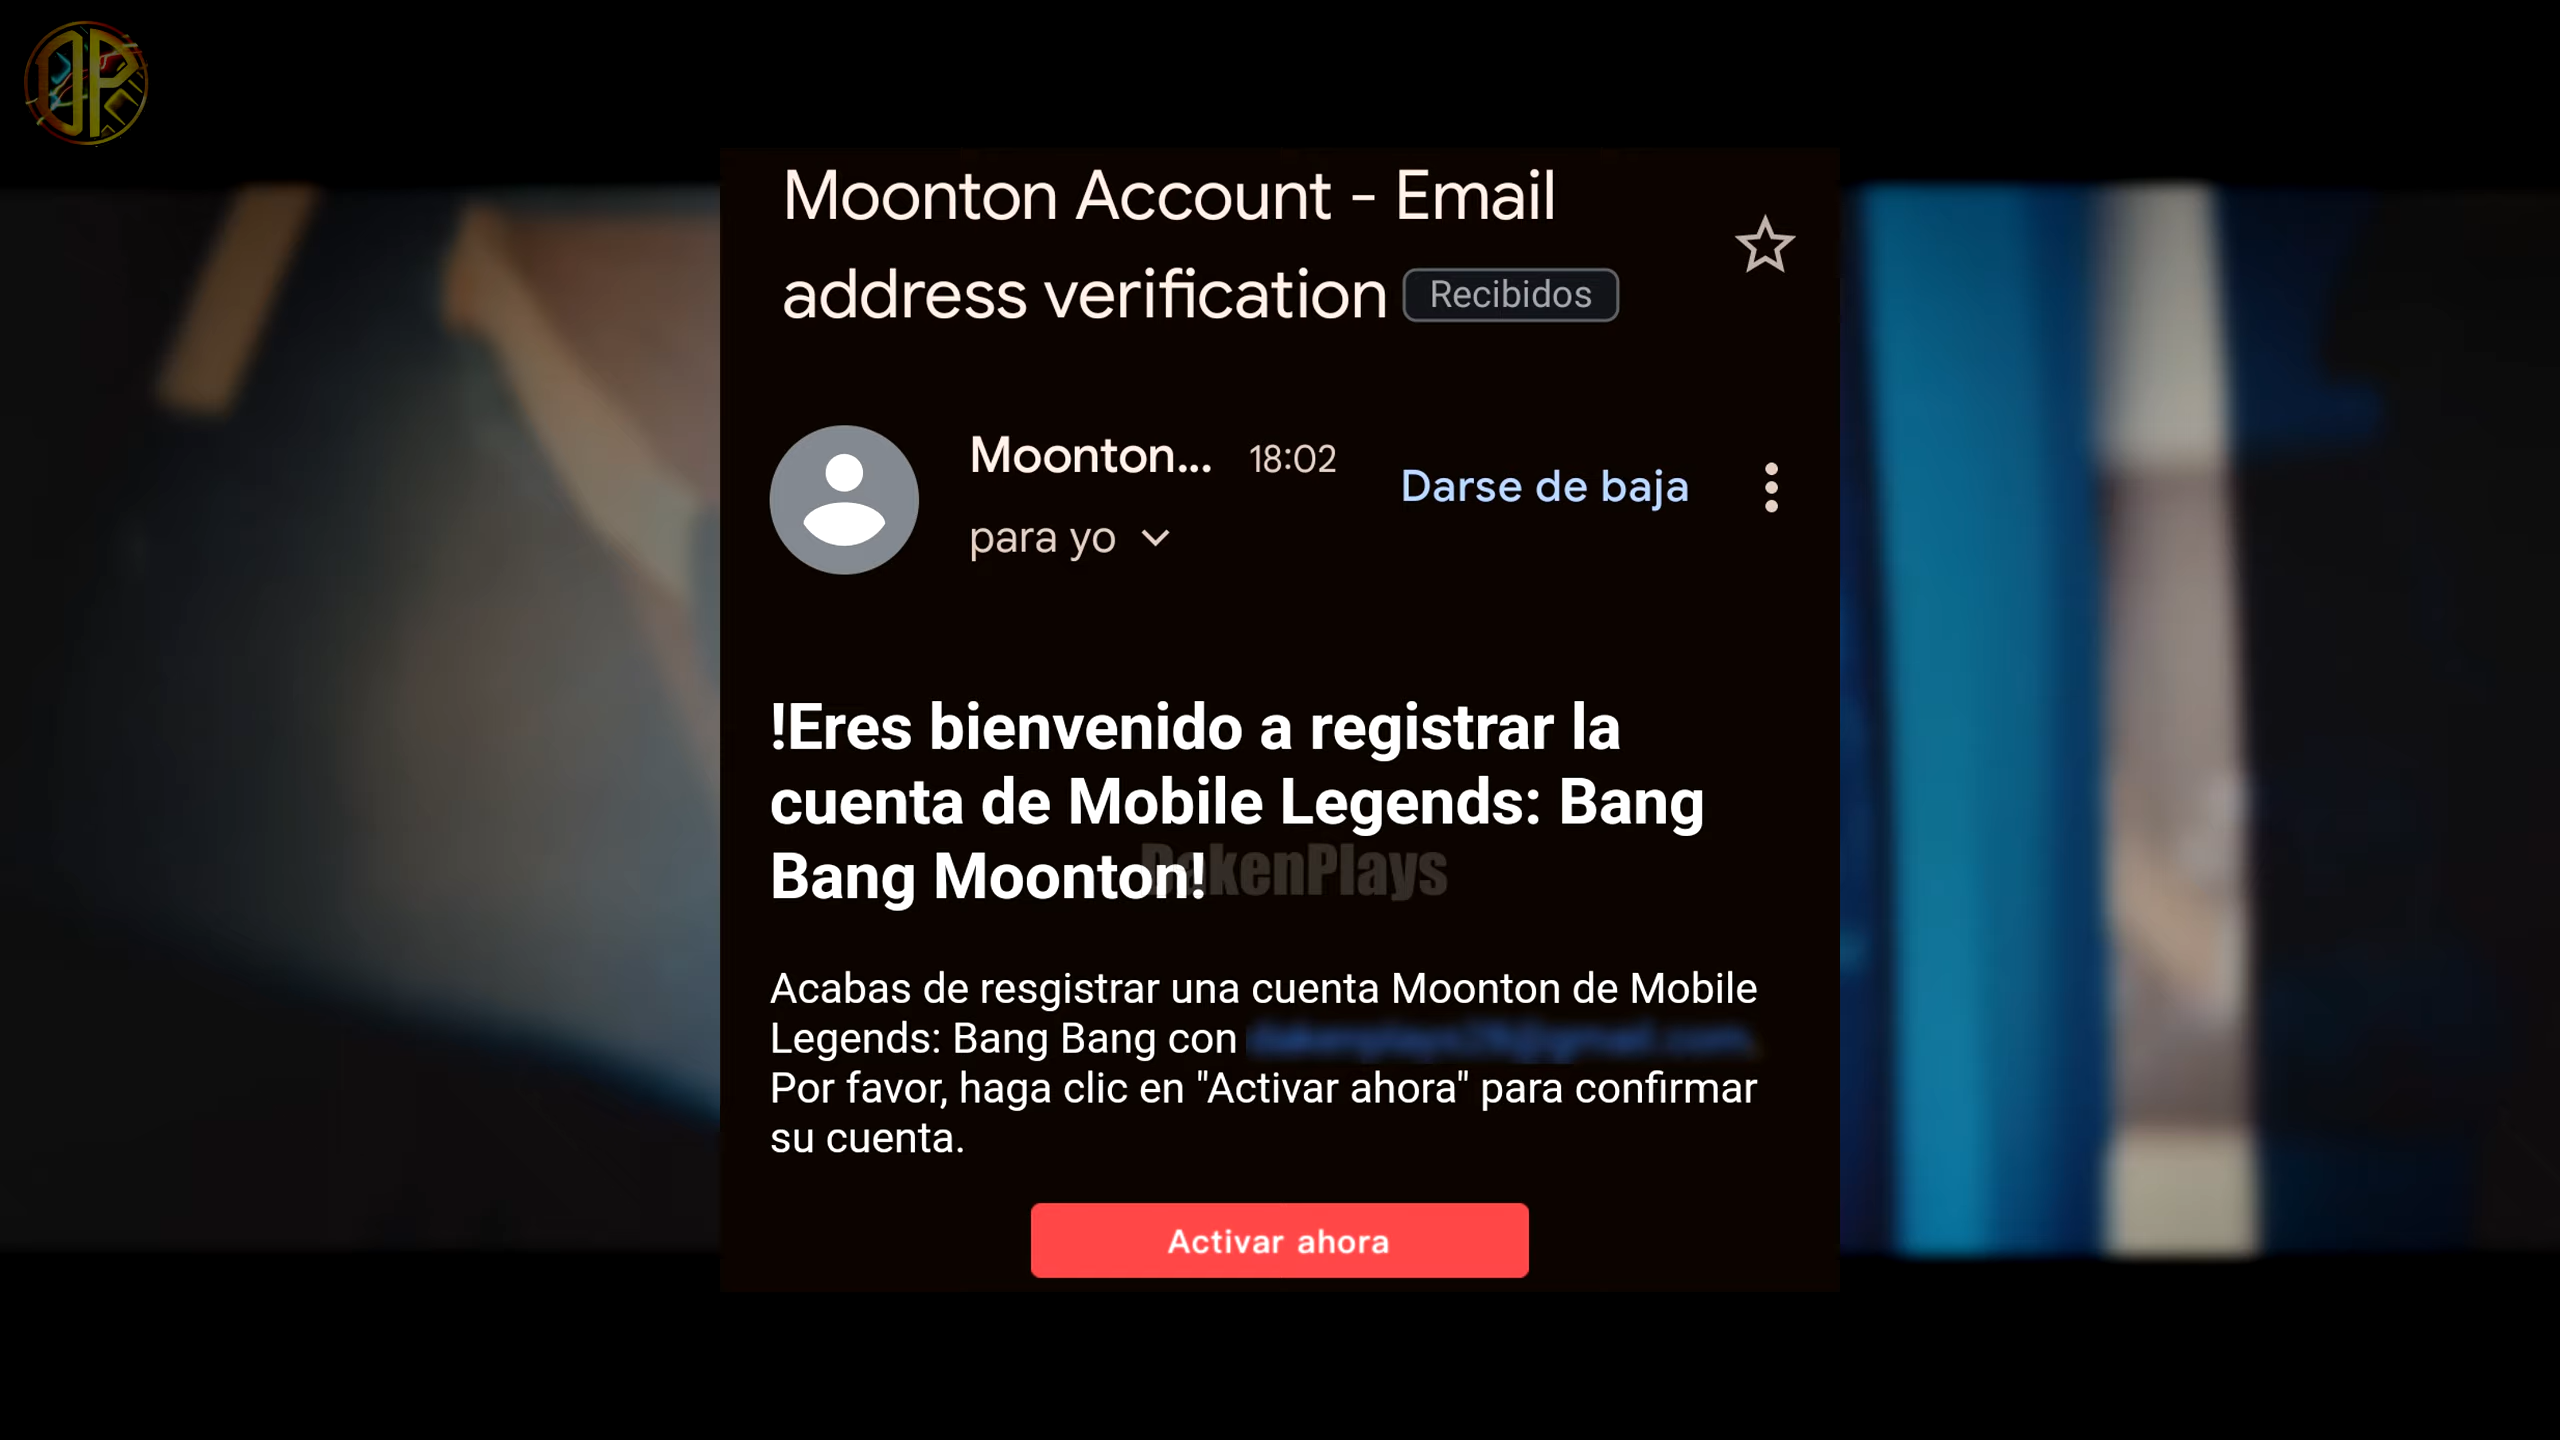 DP
Moonton Account - Email
address verification Recibidos
Moonton... 18:02 Darse de baja
para yo
!Eres bienvenido a registrar la
cuenta de Mobile Legends: Bang
Bang Moonton!
DakenPlays
Acabas de resgistrar una cuenta Moonton de Mobile
Legends: Bang Bang con
Por favor, haga clic en "Activar ahora" para confirmar
su cuenta.
Activar ahora